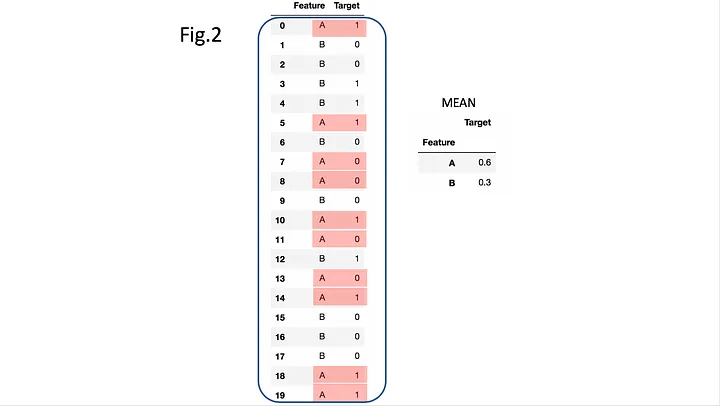 Fig.2
Feature Target
0 A 1
1 B 0
2 B 0
3 B 1
4 B 1
5 A 1
6 B 0
7 A 0
8 A 0
9 B 0
10 A 1
11 A 0
12 B 1
13 A 0
14 A 1
15 B 0
16 B 0
17 B 0
18 A 1
19 A 1
MEAN
Target
Feature
A 0.6
B 0.3